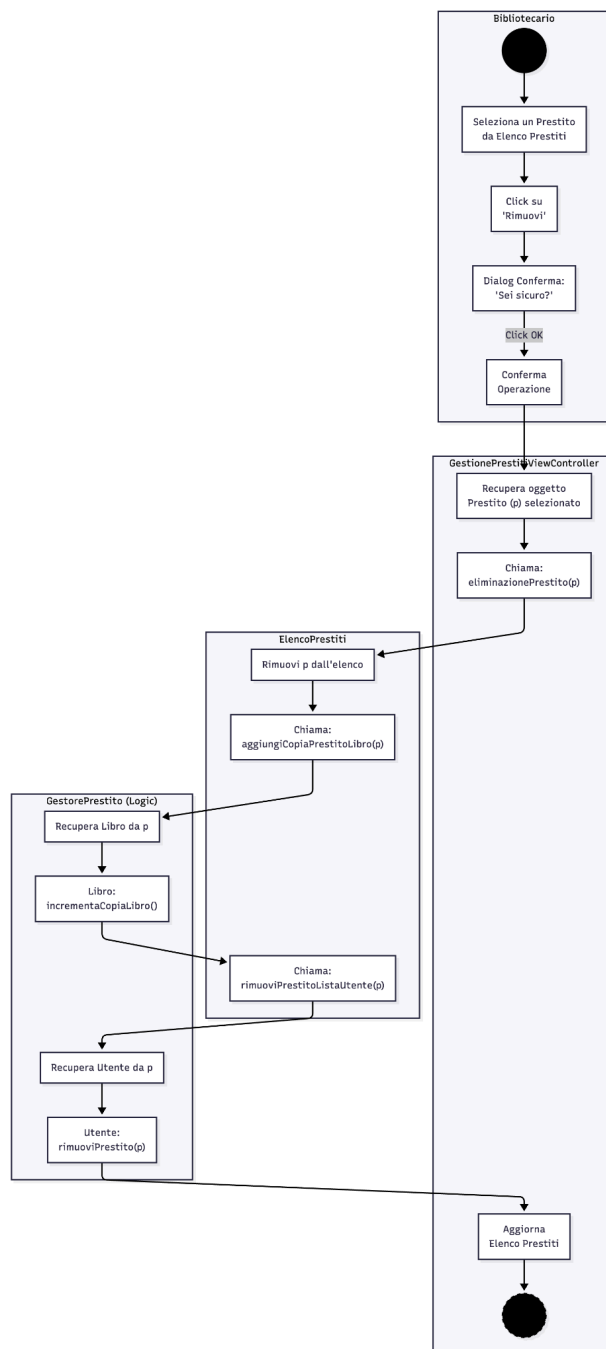 Bibliotecario
Seleziona un Prestito
da Elenco Prestiti
Click su
'Rimuovi'
Dialog Conferma:
'Sei sicuro?'
Click OK
Conferma
Operazione
GestionePrestitiViewController
Recupera oggetto
Prestito (p) selezionato
Chiama:
eliminazionePrestito(p)
ElencoPrestiti
Rimuovi p dall'elenco
Chiama:
aggiungiCopiaPrestitoLibro(p)
GestorePrestito (Logic)
Recupera Libro da p
Libro:
incrementaCopiaLibro()
Chiama:
rimuoviPrestitoListaUtente(p)
Recupera Utente da p
Utente:
rimuoviPrestito(p)
Aggiorna
Elenco Prestiti